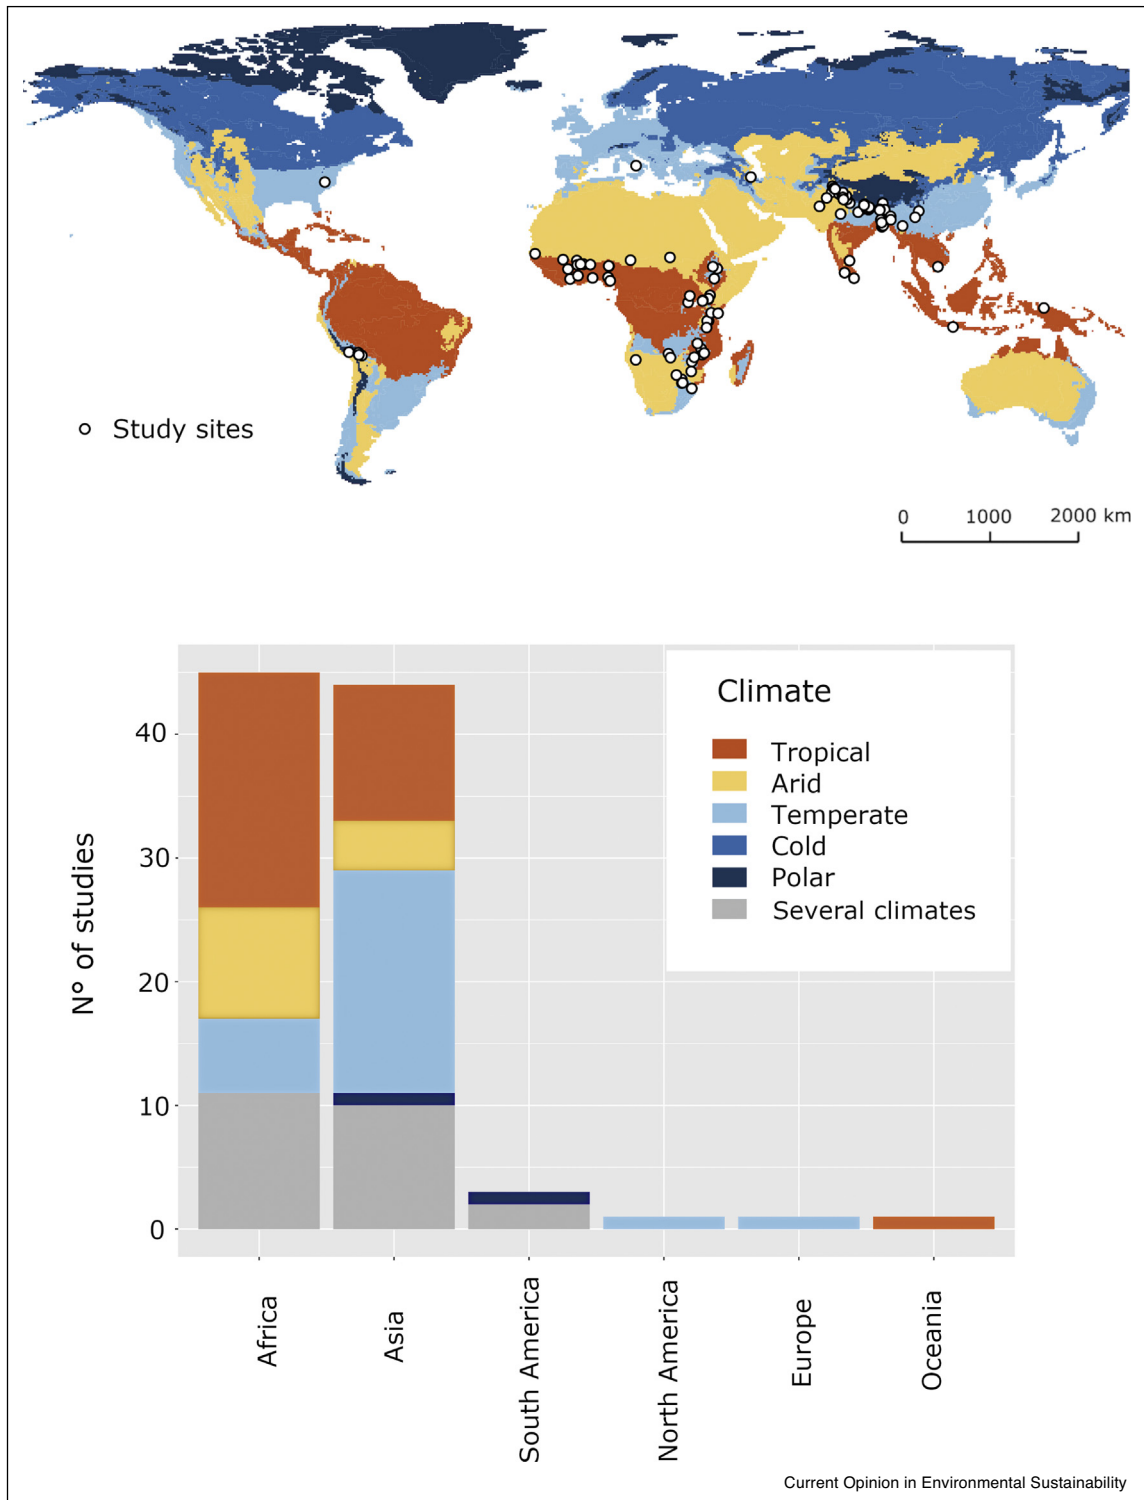 Study sites
0 1000 2000 km
Climate
Tropical
Arid
Temperate
Cold
Polar
Several climates
N° of studies
40
30
20
10
0
Africa
Asia
South America
North America
Europe
Oceania
Current Opinion in Environmental Sustainability